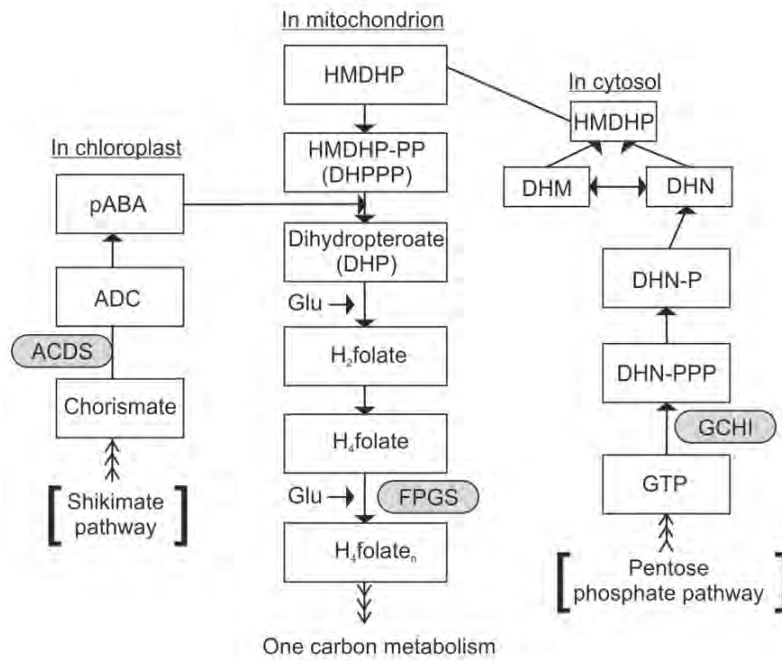 In mitochondrion
HMDHP
HMDHP-PP
(DHPPP)
Dihydropteroate
(DHP)
Glu
H₂folate
H₄folate
Glu
FPGS
H₄folateₙ
One carbon metabolism
In chloroplast
pABA
ADC
ACDS
Chorismate
Shikimate
pathway
In cytosol
HMDHP
DHM
DHN
DHN-P
DHN-PPP
GCHI
GTP
Pentose
phosphate pathway